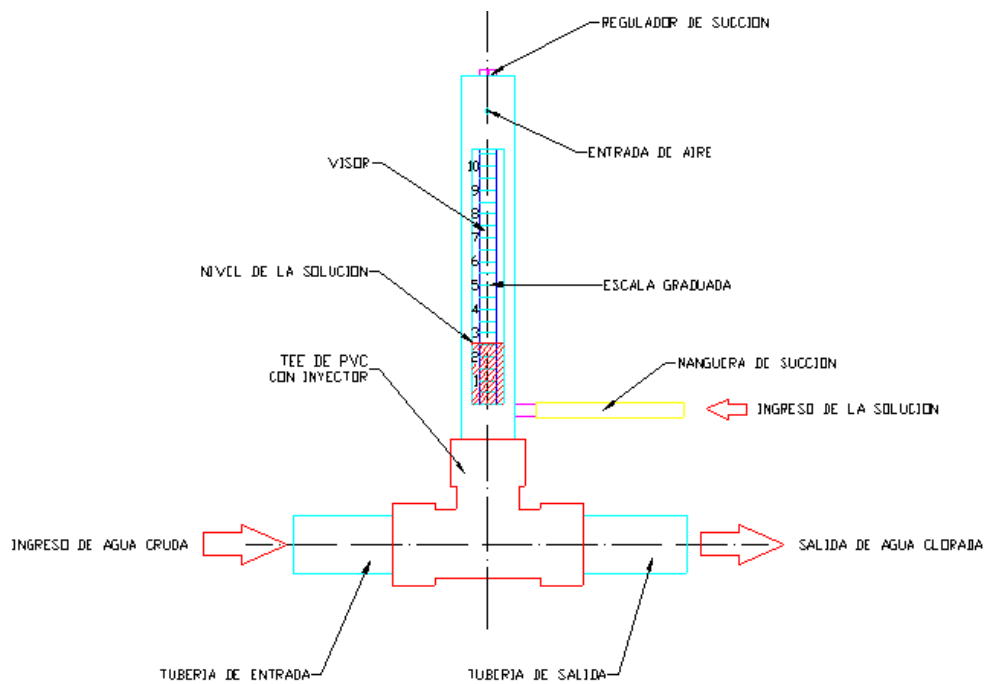 REGULADOR DE SUCCION
ENTRADA DE AIRE
VISOR
10
9
8
7
6
NIVEL DE LA SOLUCION
5
ESCALA GRADUADA
4
3
TEE DE PVC
CON INYECTOR
2
NANGUERA DE SUCCION
1
INGRESO DE LA SOLUCION
INGRESO DE AGUA CRUDA
SALIDA DE AGUA CLORADA
TUBERIA DE ENTRADA
TUBERIA DE SALIDA